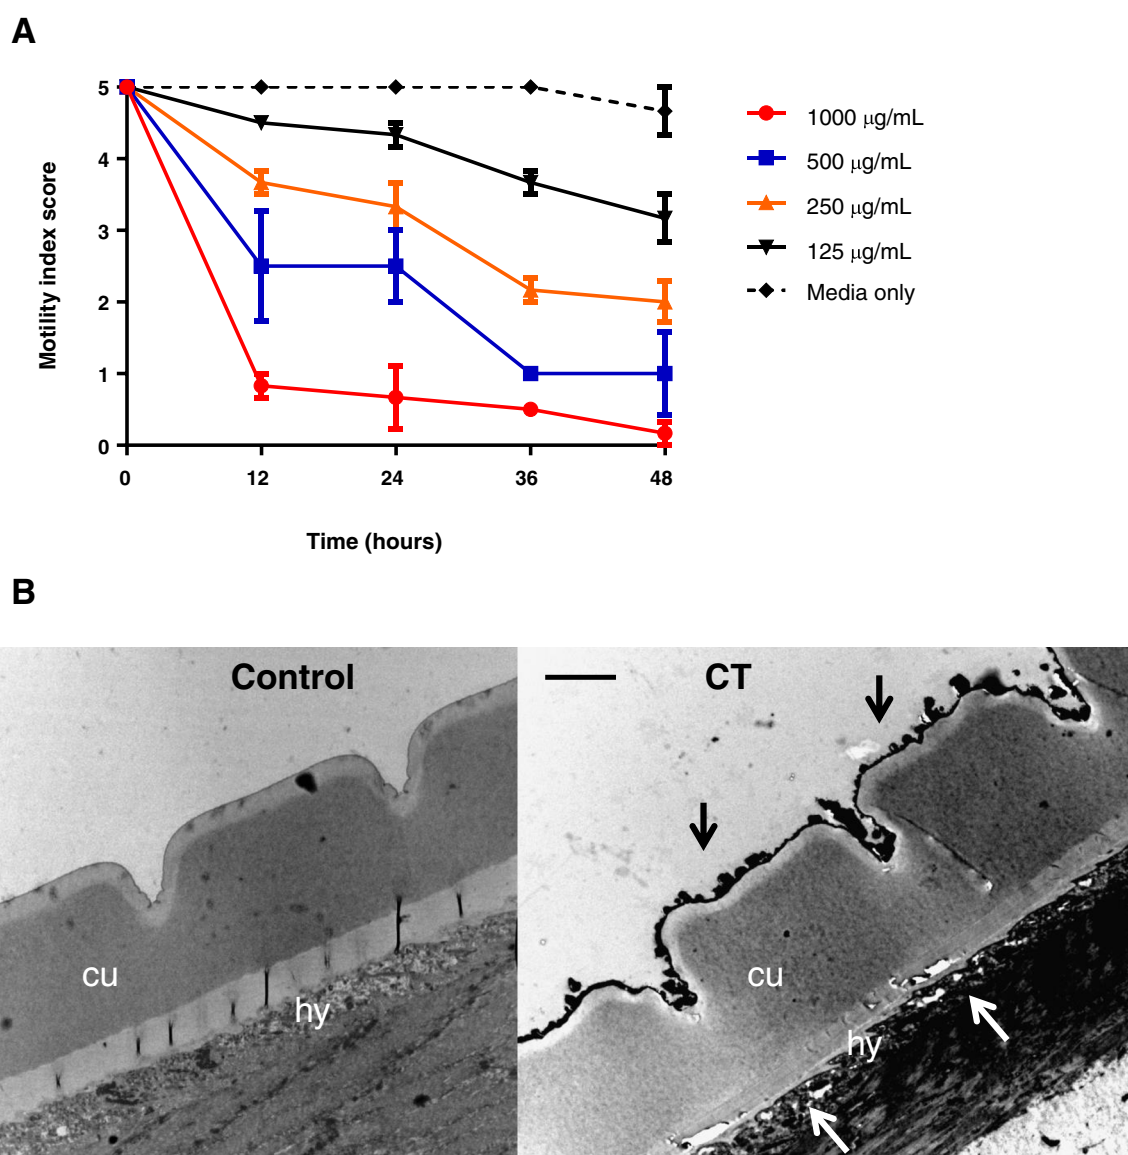 A
5
4
3
2
1
0
Motility index score
0 12 24 36 48
Time (hours)
1000 μg/mL
500 μg/mL
250 μg/mL
125 μg/mL
Media only
B
Control
CT
cu
hy
cu
hy